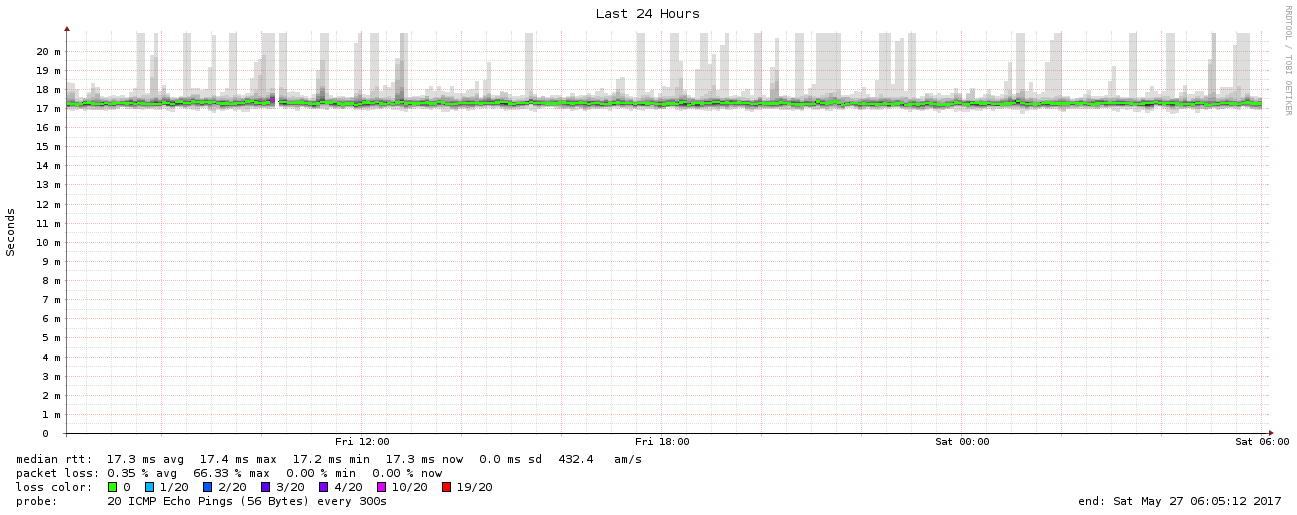 Last 24 Hours
RRDTOOL / TOBI OETIKER
Seconds
20 m
19 m
18 m
17 m
16 m
15 m
14 m
13 m
12 m
11 m
10 m
9 m
8 m
7 m
6 m
5 m
4 m
3 m
2 m
1 m
0
Fri 12:00 Fri 18:00 Sat 00:00 Sat 06:00
median rtt: 17.3 ms avg 17.4 ms max 17.2 ms min 17.3 ms now 0.0 ms sd 432.4 am/s
packet loss: 0.35 % avg 66.33 % max 0.00 % min 0.00 % now
loss color: 0 1/20 2/20 3/20 4/20 10/20 19/20
probe: 20 ICMP Echo Pings (56 Bytes) every 300s end: Sat May 27 06:05:12 2017